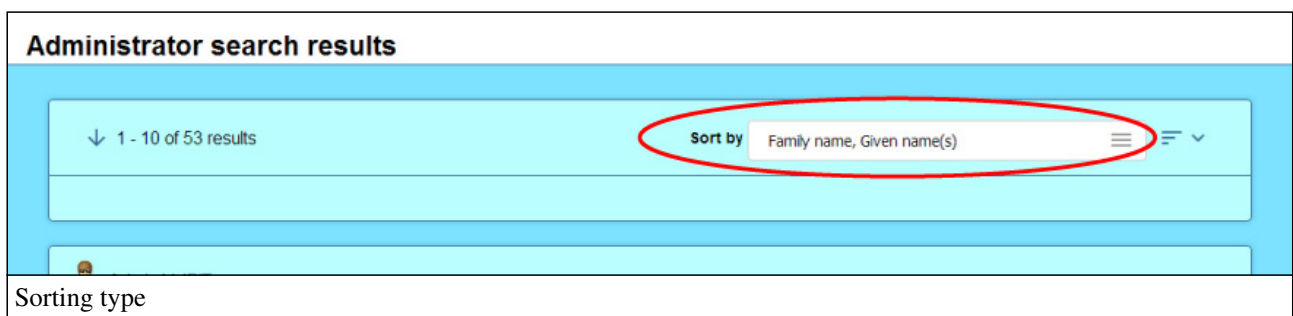 Administrator search results
1 - 10 of 53 results
Sort by Family name, Given name(s)
Sorting type